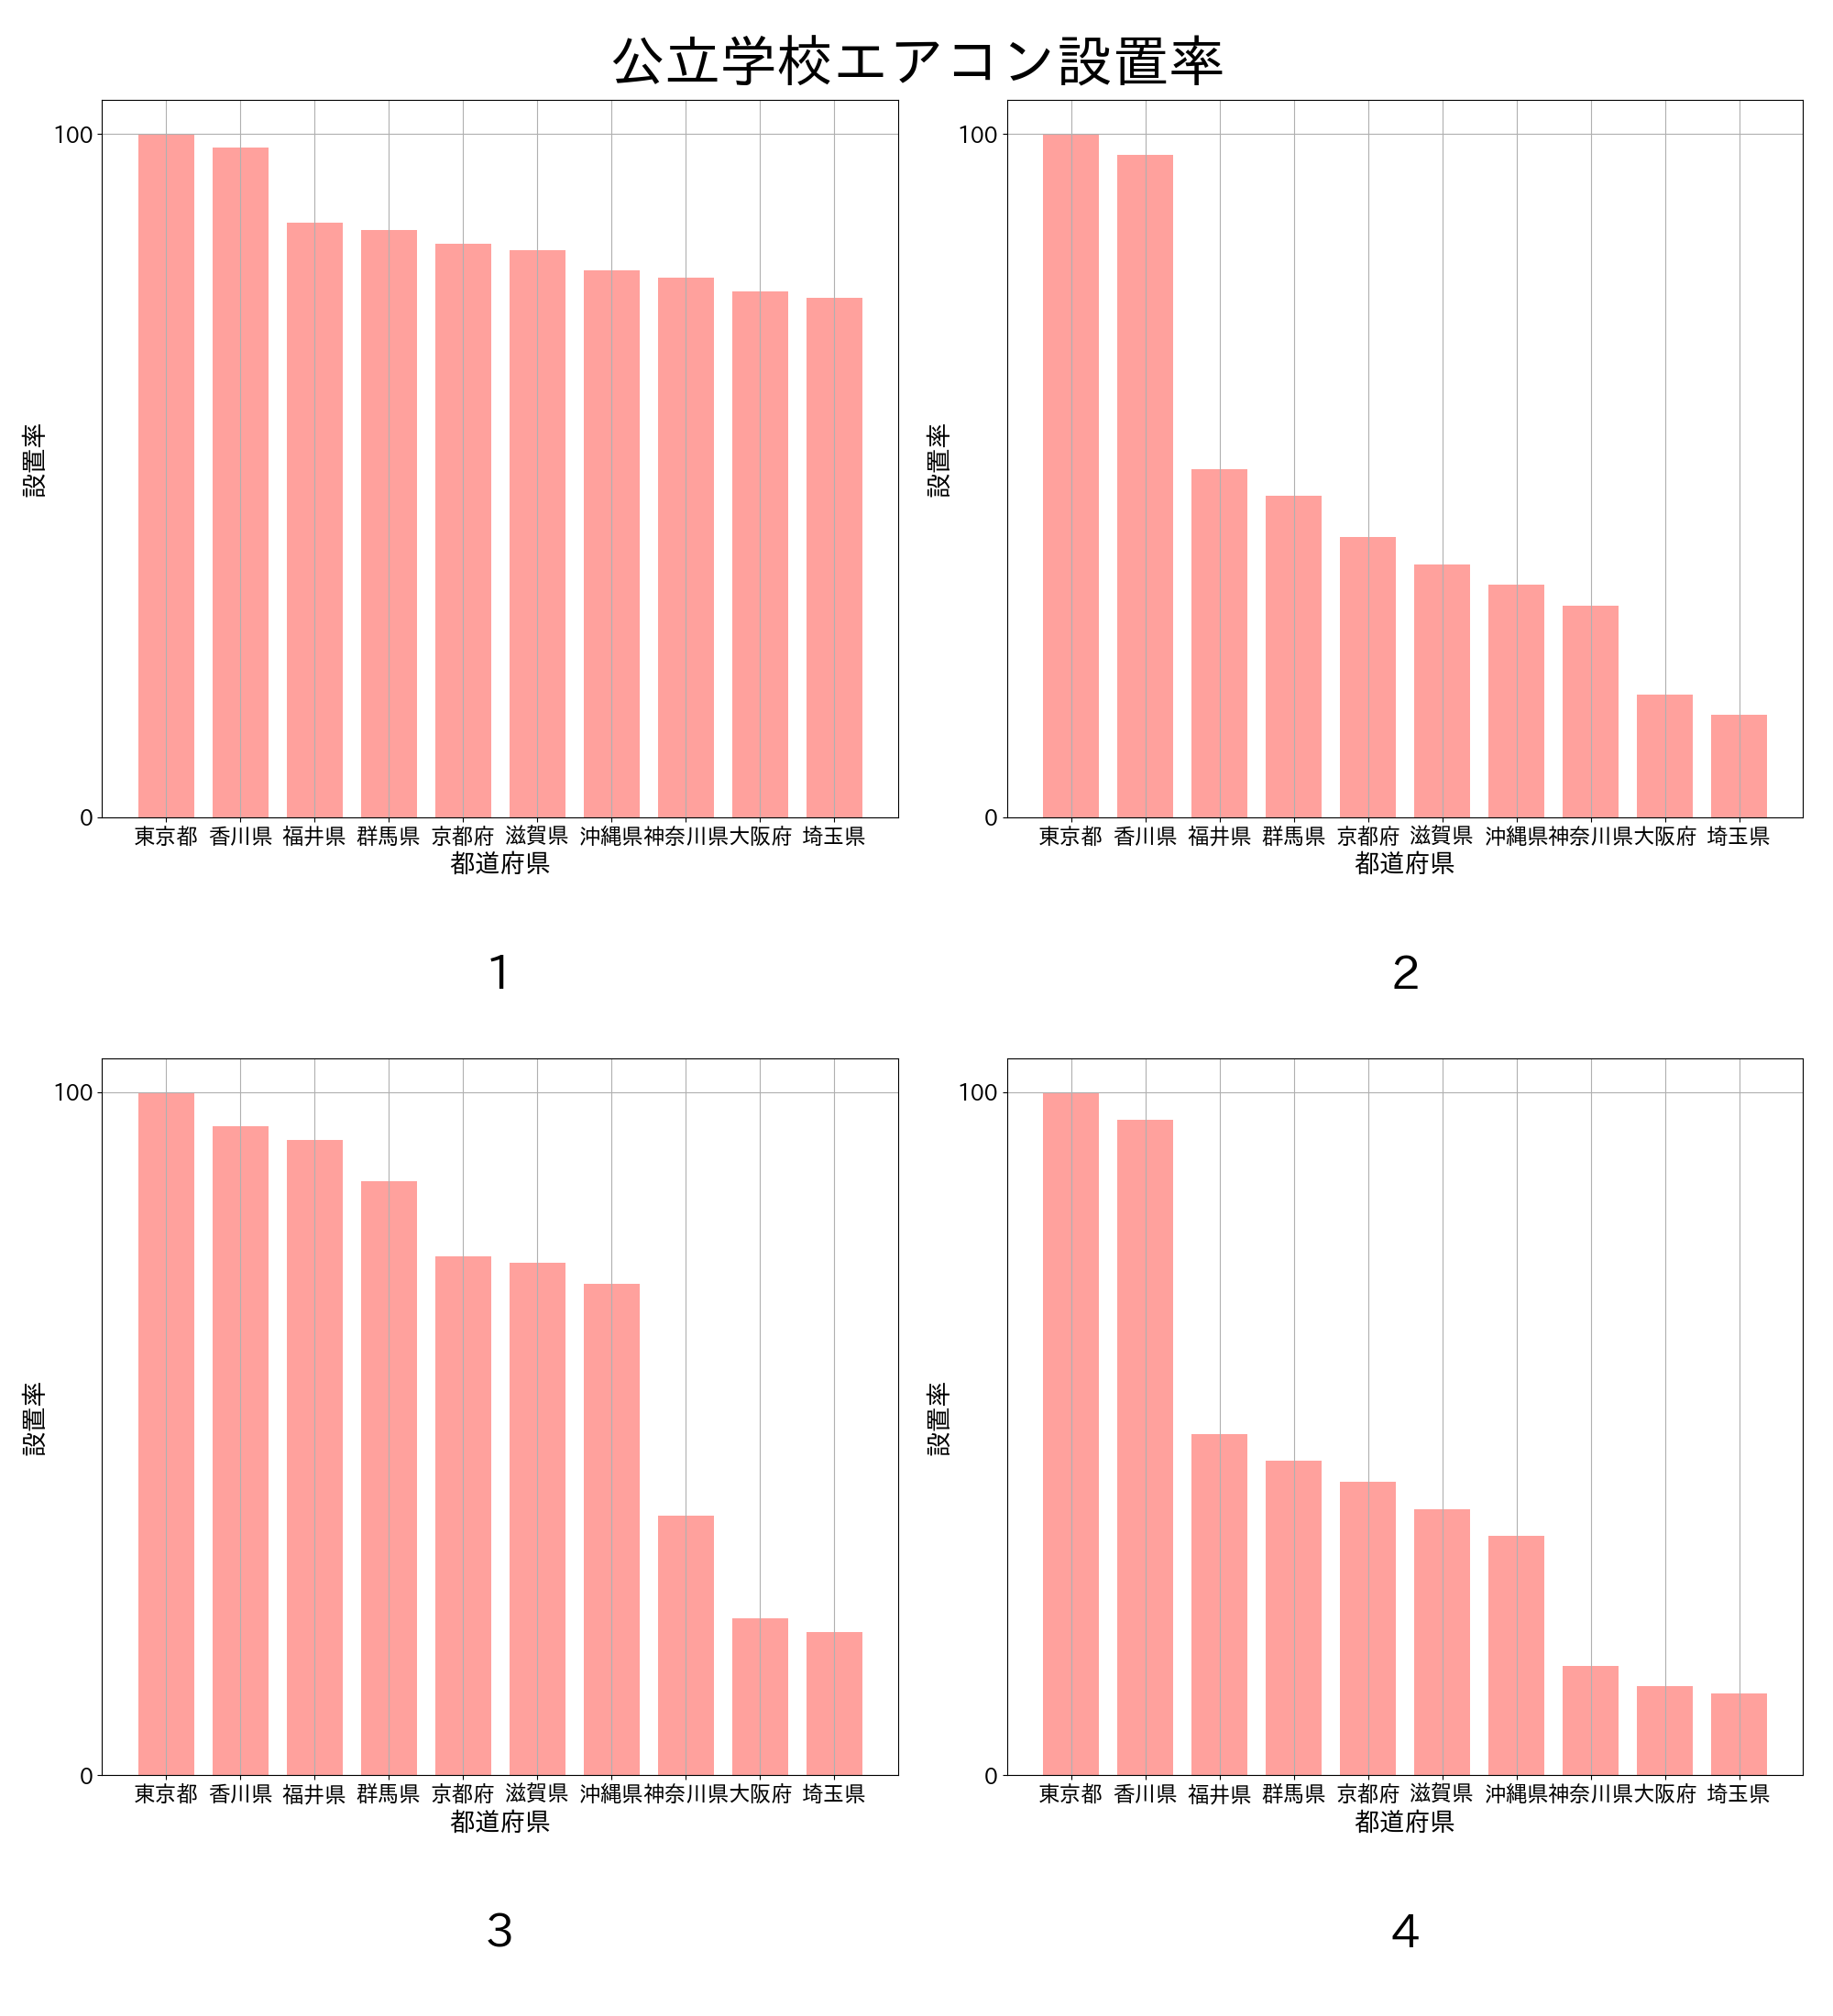 公立学校エアコン設置率
100
0
設置率
東京都 香川県 福井県 群馬県 京都府 滋賀県 沖縄県 神奈川県 大阪府 埼玉県
都道府県
1
100
0
設置率
東京都 香川県 福井県 群馬県 京都府 滋賀県 沖縄県 神奈川県 大阪府 埼玉県
都道府県
2
100
0
設置率
東京都 香川県 福井県 群馬県 京都府 滋賀県 沖縄県 神奈川県 大阪府 埼玉県
都道府県
3
100
0
設置率
東京都 香川県 福井県 群馬県 京都府 滋賀県 沖縄県 神奈川県 大阪府 埼玉県
都道府県
4